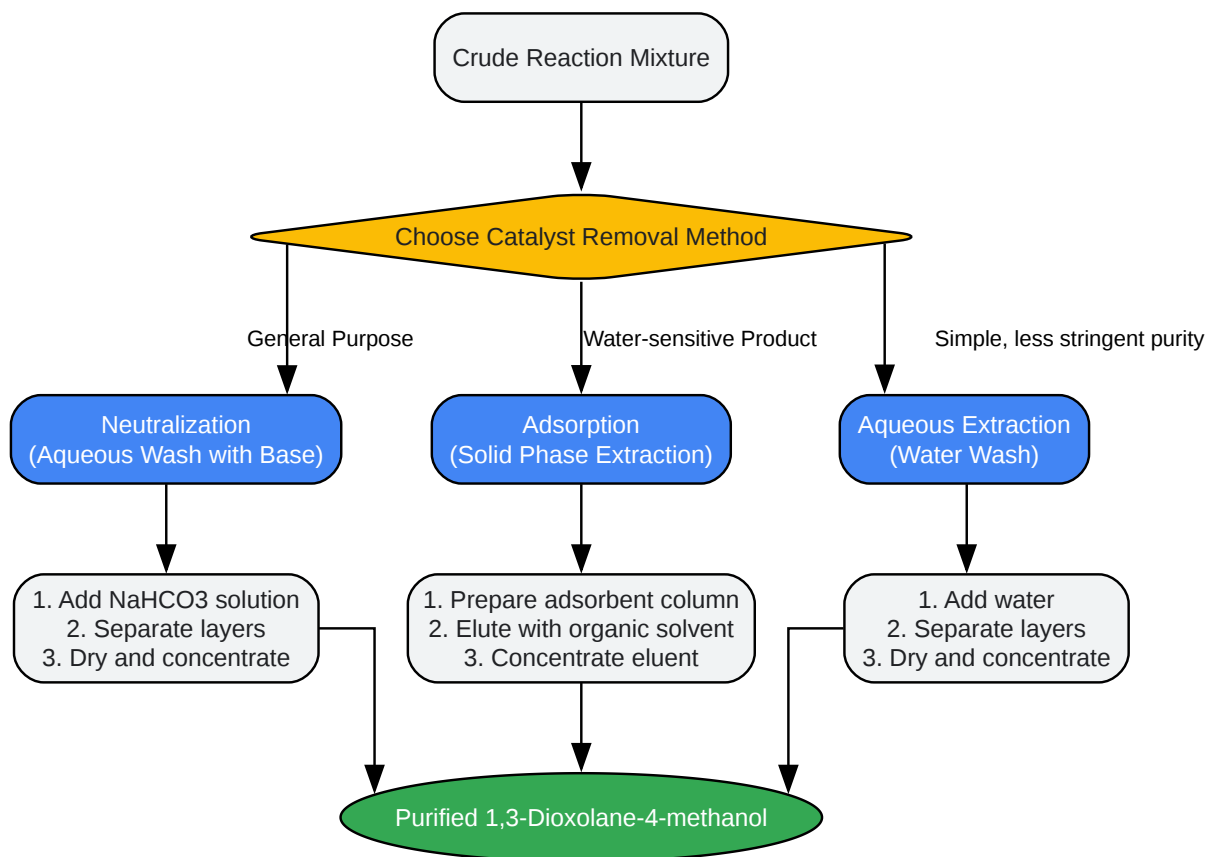 Crude Reaction Mixture
Choose Catalyst Removal Method
General Purpose
Water-sensitive Product
Simple, less stringent purity
Neutralization
(Aqueous Wash with Base)
Adsorption
(Solid Phase Extraction)
Aqueous Extraction
(Water Wash)
1. Add NaHCO3 solution
2. Separate layers
3. Dry and concentrate
1. Prepare adsorbent column
2. Elute with organic solvent
3. Concentrate eluent
1. Add water
2. Separate layers
3. Dry and concentrate
Purified 1,3-Dioxolane-4-methanol